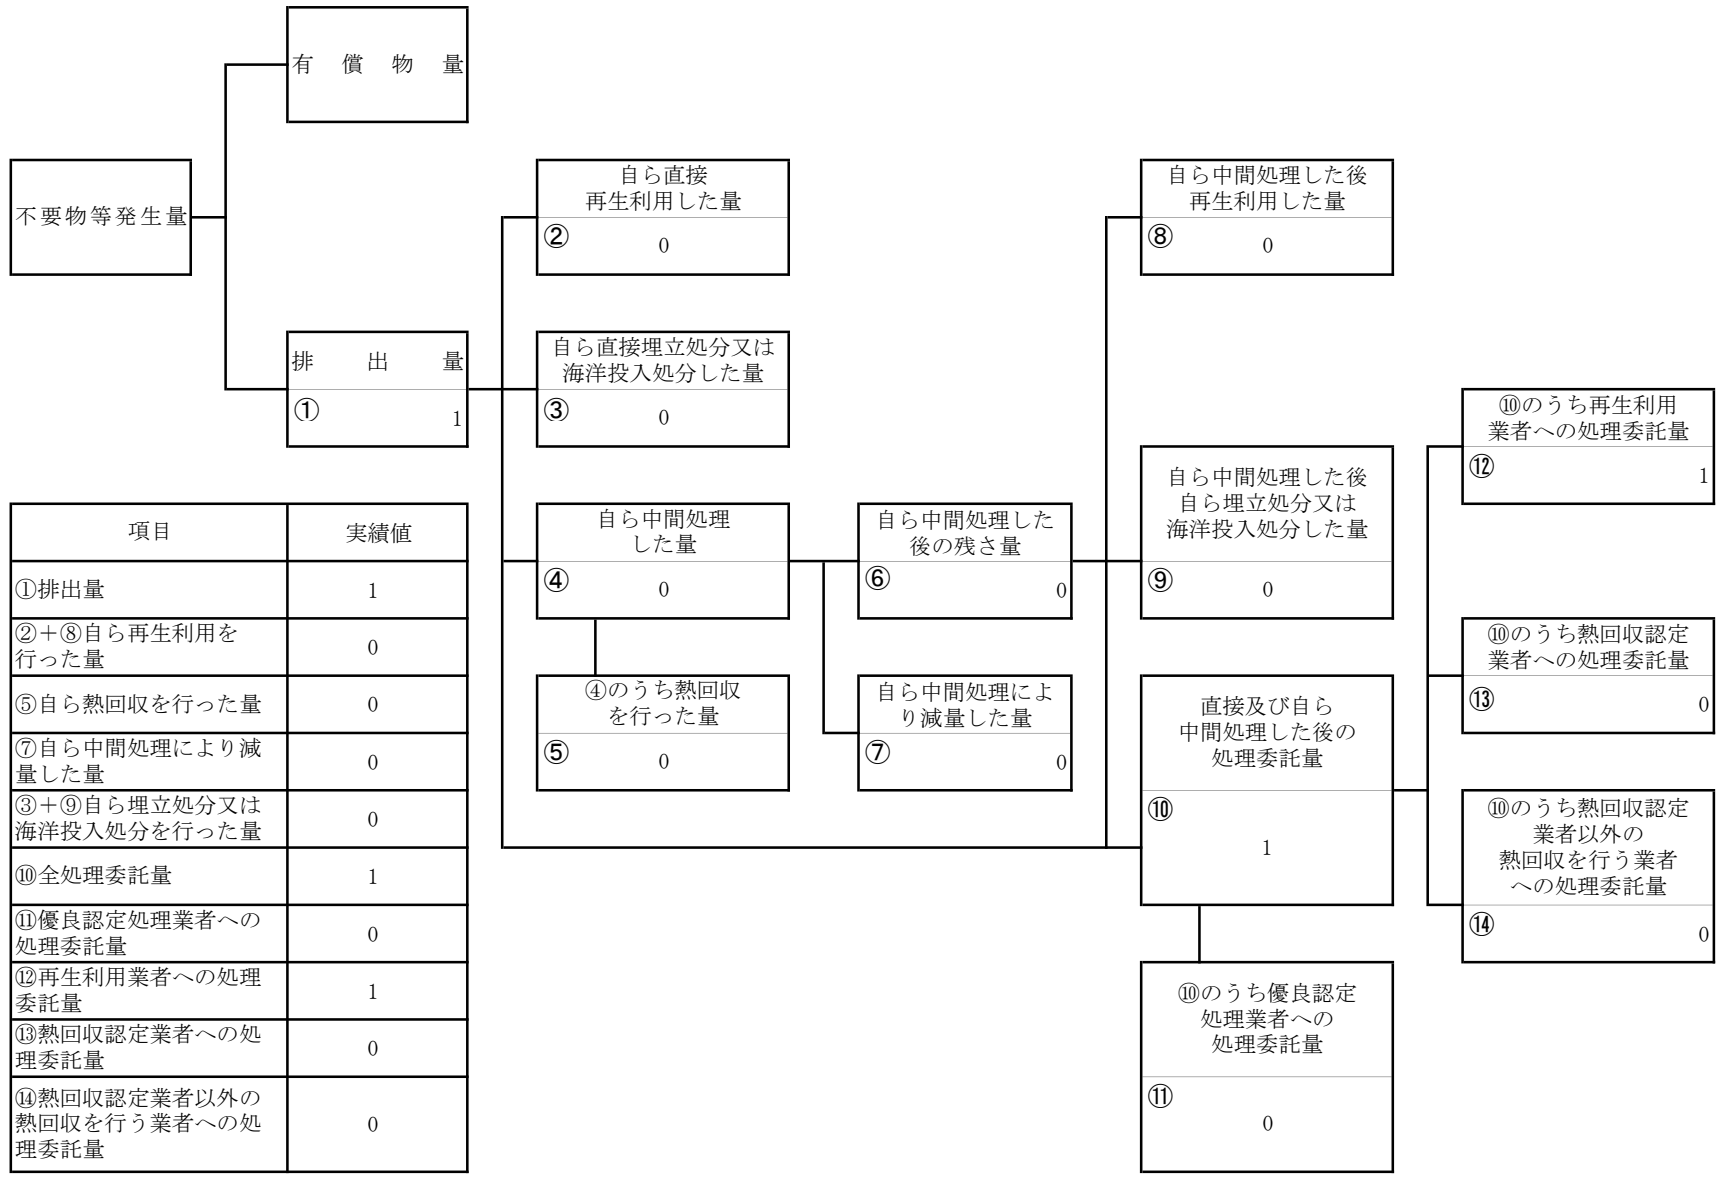 有償物量
不要物等発生量
排出量
①
1
自ら直接
再生利用した量
②
0
自ら直接埋立処分又は
海洋投入処分した量
③
0
自ら中間処理
した量
④
0
④のうち熱回収
を行った量
⑤
0
自ら中間処理した
後の残さ量
⑥
0
自ら中間処理によ
り減量した量
⑦
0
自ら中間処理した後
再生利用した量
⑧
0
自ら中間処理した後
自ら埋立処分又は
海洋投入処分した量
⑨
0
直接及び自ら
中間処理した後の
処理委託量
⑩
1
⑩のうち優良認定
処理業者への
処理委託量
⑪
0
⑩のうち再生利用
業者への処理委託量
⑫
1
⑩のうち熱回収認定
業者への処理委託量
⑬
0
⑩のうち熱回収認定
業者以外の
熱回収を行う業者
への処理委託量
⑭
0
項目 実績値
①排出量 1
②＋⑧自ら再生利用を
行った量 0
⑤自ら熱回収を行った量 0
⑦自ら中間処理により減
量した量 0
③＋⑨自ら埋立処分又は
海洋投入処分を行った量 0
⑩全処理委託量 1
⑪優良認定処理業者への
処理委託量 0
⑫再生利用業者への処理
委託量 1
⑬熱回収認定業者への処
理委託量 0
⑭熱回収認定業者以外の
熱回収を行う業者への処
理委託量 0